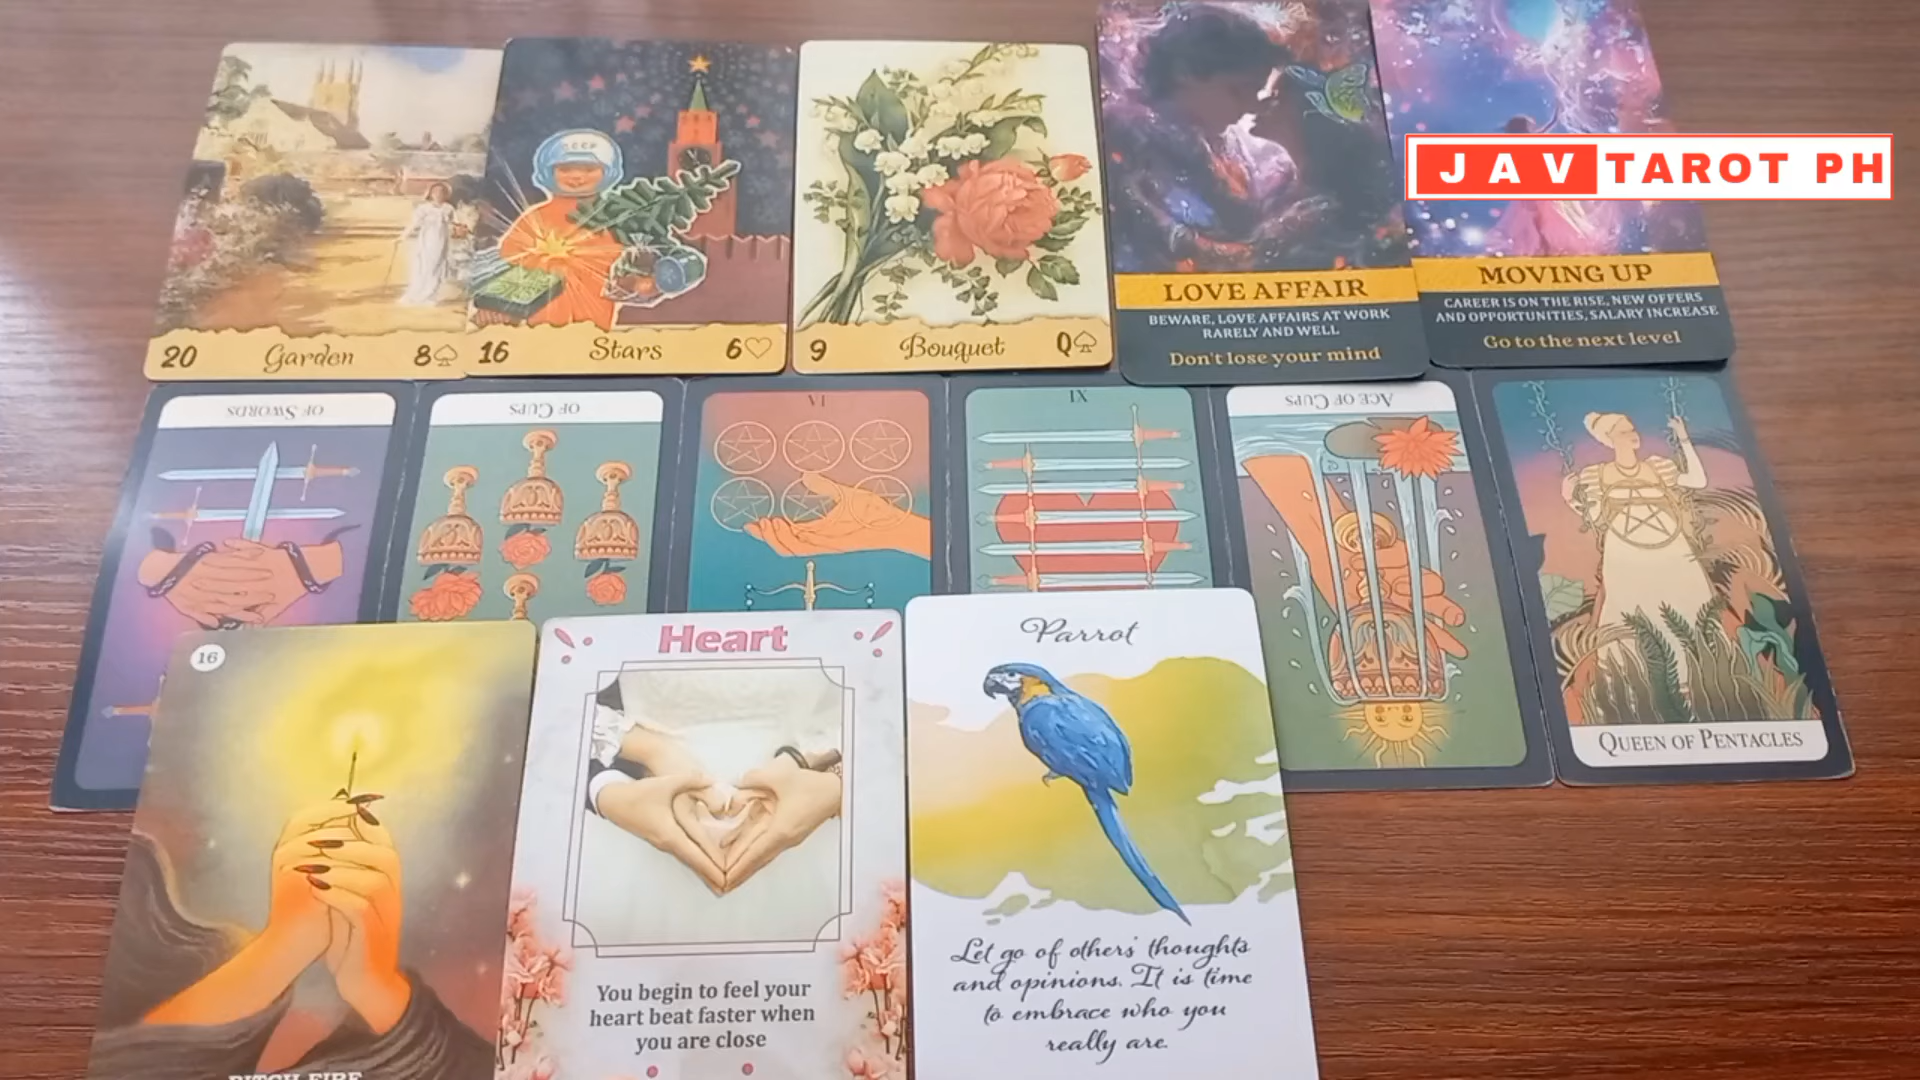 JAV TAROT PH
20 Garden 8
16 Stars 6
9 Bouquet Q
СССР
LOVE AFFAIR
BEWARE, LOVE AFFAIRS AT WORK
RARELY END WELL
Don't lose your mind
MOVING UP
CAREER IS ON THE RISE, NEW OFFERS
AND OPPORTUNITIES, SALARY INCREASE
Go to the next level
OF SWORDS
OF CUPS
VI
IX
ACE OF CUPS
QUEEN OF PENTACLES
16
Heart
You begin to feel your
heart beat faster when
you are close
Parrot
Let go of others' thoughts
and opinions. It is time
to embrace who you
really are.